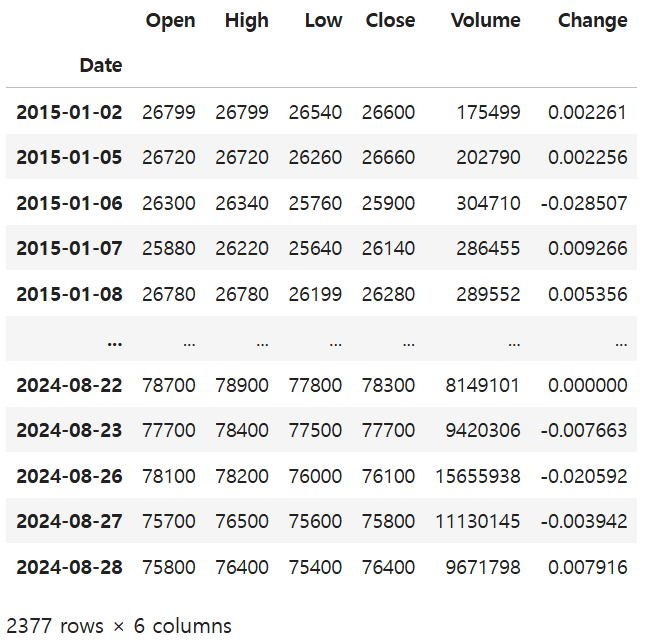 Open High Low Close Volume Change
Date
2015-01-02 26799 26799 26540 26600 175499 0.002261
2015-01-05 26720 26720 26260 26660 202790 0.002256
2015-01-06 26300 26340 25760 25900 304710 -0.028507
2015-01-07 25880 26220 25640 26140 286455 0.009266
2015-01-08 26780 26780 26199 26280 289552 0.005356
... ... ... ... ... ... ...
2024-08-22 78700 78900 77800 78300 8149101 0.000000
2024-08-23 77700 78400 77500 77700 9420306 -0.007663
2024-08-26 78100 78200 76000 76100 15655938 -0.020592
2024-08-27 75700 76500 75600 75800 11130145 -0.003942
2024-08-28 75800 76400 75400 76400 9671798 0.007916
2377 rows × 6 columns